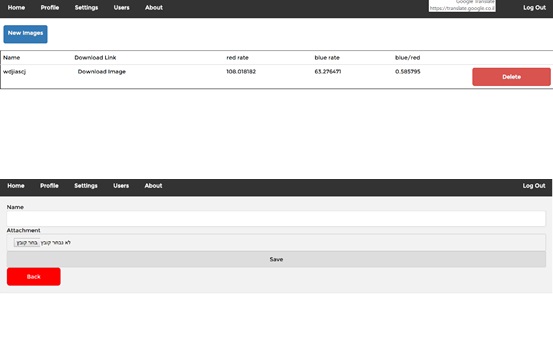 Google Translate
https://translate.google.co.il
Home Profile Settings Users About Log Out
New Images
Name Download Link red rate blue rate blue/red
wdjiascj Download Image 108.018182 63.276471 0.585795 Delete
Home Profile Settings Users About Log Out
Name
Attachment
בחר קובץ לא נבחר קובץ
Save
Back